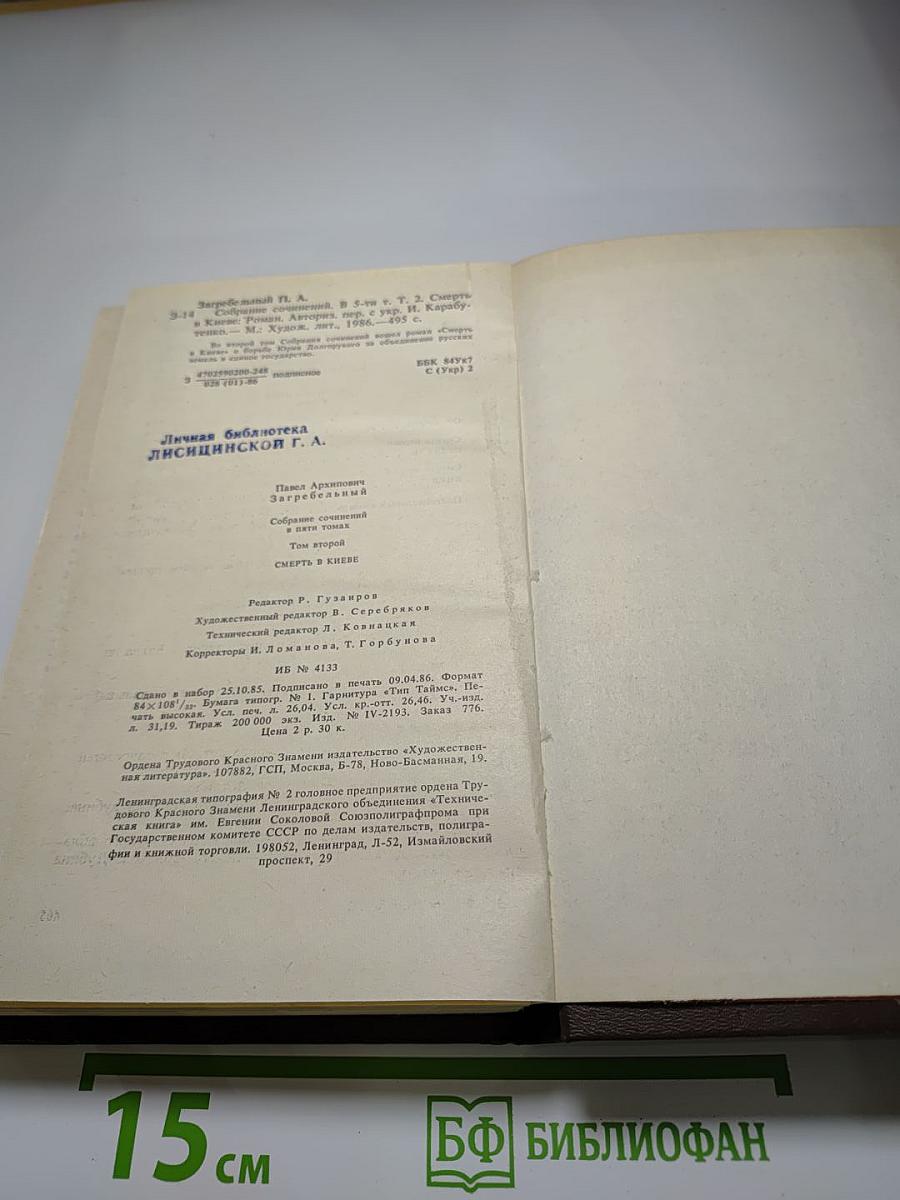 Загребельный П. А.
З-14 Собрание сочинений. В 5-ти т. Т. 2. Смерть
в Киеве: Роман. Авториз. пер. с укр. И. Карабу-
тенко.— М.: Худож. лит., 1986.—495 с.
Во второй том Собрания сочинений вошел роман «Смерть
в Киеве» о борьбе Юрия Долгорукого за объединение русских
земель в единое государство.
З 4702590200-248 подписное
028 (01)-86
ББК 84Ук7
С (Укр) 2
Личная библиотека
ЛИСИЦИНСКОЙ Г. А.
Павел Архипович
Загребельный
Собрание сочинений
в пяти томах
Том второй
СМЕРТЬ В КИЕВЕ
Редактор Р. Гузаиров
Художественный редактор В. Серебряков
Технический редактор Л. Ковнацкая
Корректоры И. Ломанова, Т. Горбунова
ИБ № 4133
Сдано в набор 25.10.85. Подписано в печать 09.04.86. Формат
84×108¹/₃₂. Бумага типогр. № 1. Гарнитура «Тип Таймс». Пе-
чать высокая. Усл. печ. л. 26,04. Усл. кр.-отт. 26,46. Уч.-изд.
л. 31,19. Тираж 200 000 экз. Изд. № IV-2193. Заказ 776.
Цена 2 р. 30 к.
Ордена Трудового Красного Знамени издательство «Художествен-
ная литература». 107882, ГСП, Москва, Б-78, Ново-Басманная, 19.
Ленинградская типография № 2 головное предприятие ордена Тру-
дового Красного Знамени Ленинградского объединения «Техниче-
ская книга» им. Евгении Соколовой Союзполиграфпрома при
Государственном комитете СССР по делам издательств, полигра-
фии и книжной торговли. 198052, Ленинград, Л-52, Измайловский
проспект, 29
15 см
БФ БИБЛИОФАН